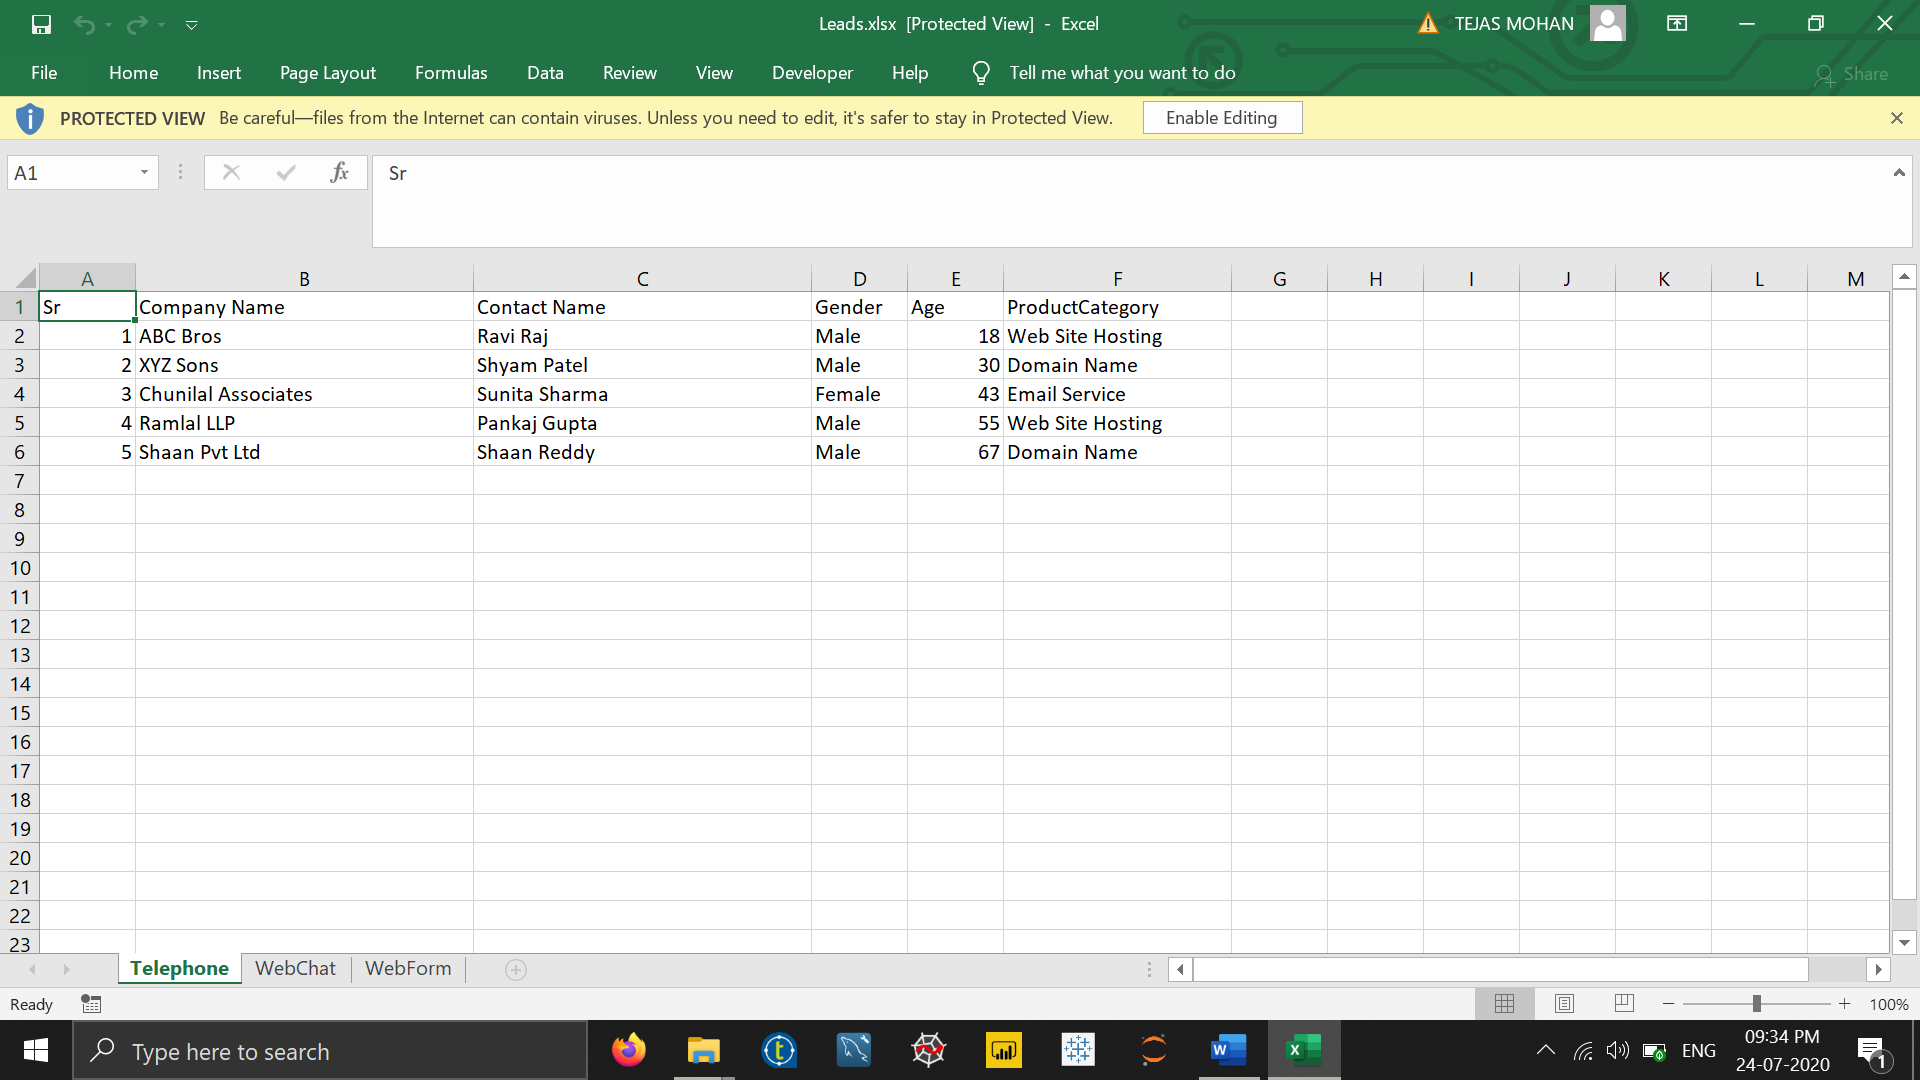 Leads.xlsx [Protected View] - Excel
TEJAS MOHAN
File Home Insert Page Layout Formulas Data Review View Developer Help Tell me what you want to do Share
PROTECTED VIEW Be careful—files from the Internet can contain viruses. Unless you need to edit, it's safer to stay in Protected View. Enable Editing
A1 fx Sr
A B C D E F G H I J K L M
1 Sr Company Name Contact Name Gender Age ProductCategory
2 1 ABC Bros Ravi Raj Male 18 Web Site Hosting
3 2 XYZ Sons Shyam Patel Male 30 Domain Name
4 3 Chunilal Associates Sunita Sharma Female 43 Email Service
5 4 Ramlal LLP Pankaj Gupta Male 55 Web Site Hosting
6 5 Shaan Pvt Ltd Shaan Reddy Male 67 Domain Name
7
8
9
10
11
12
13
14
15
16
17
18
19
20
21
22
23
Telephone WebChat WebForm
Ready 100%
Type here to search
ENG
09:34 PM
24-07-2020
1